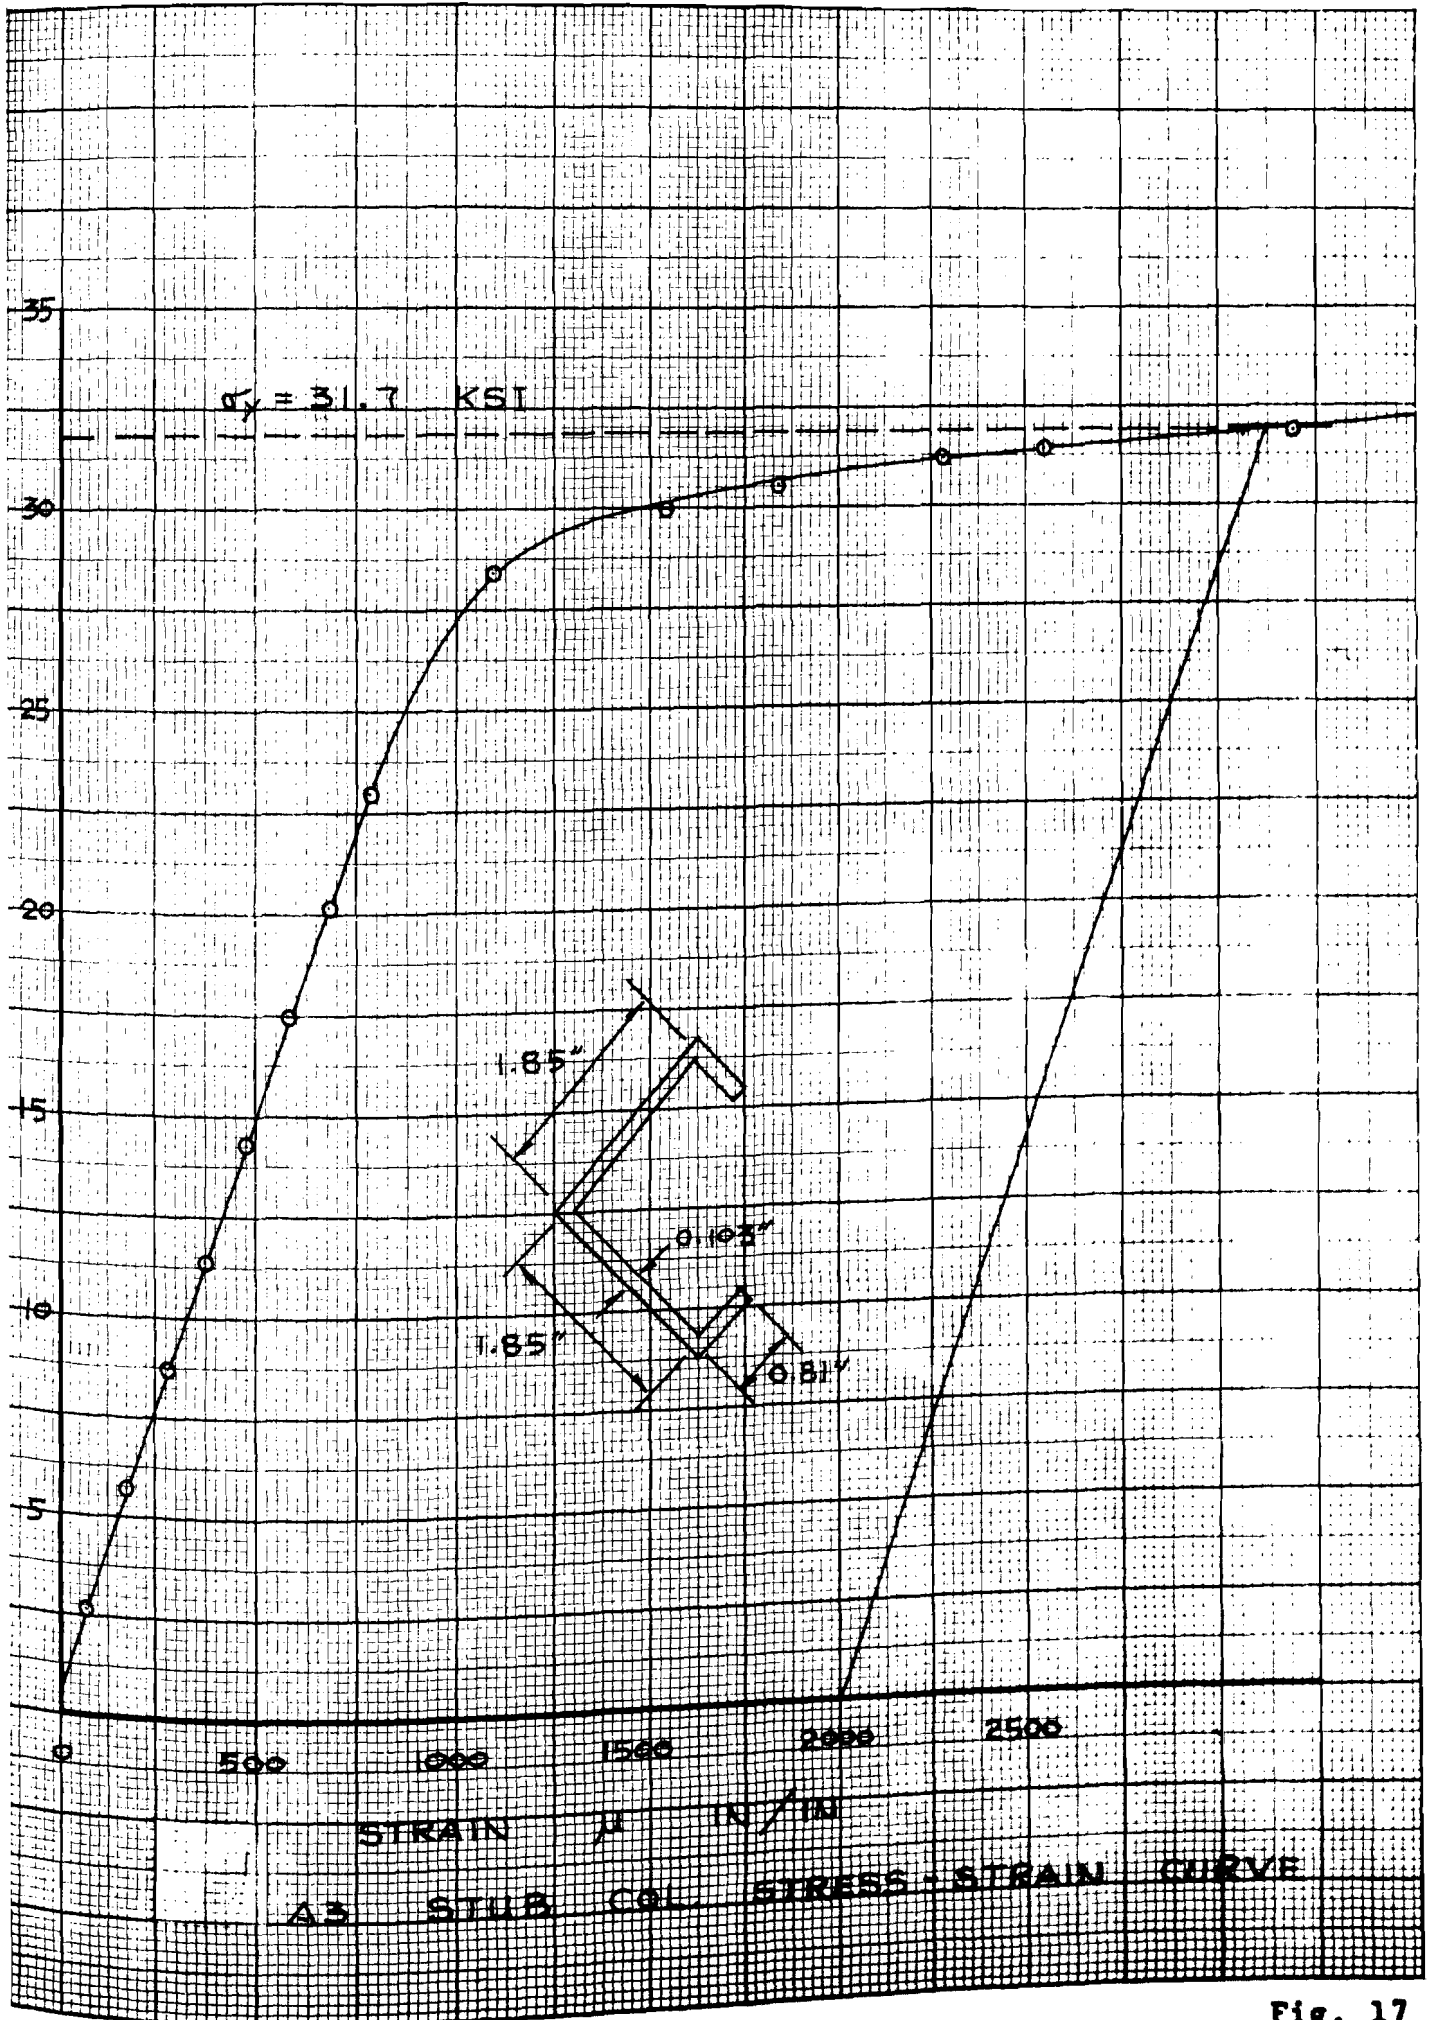 35
σy = 31.7 KSI
30
25
20
1.85"
15
0.103"
10
1.85"
0.81"
5
0 500 1000 1500 2000 2500
STRAIN μ IN/IN
A3 STUB COL. STRESS-STRAIN CURVE
Fig. 17